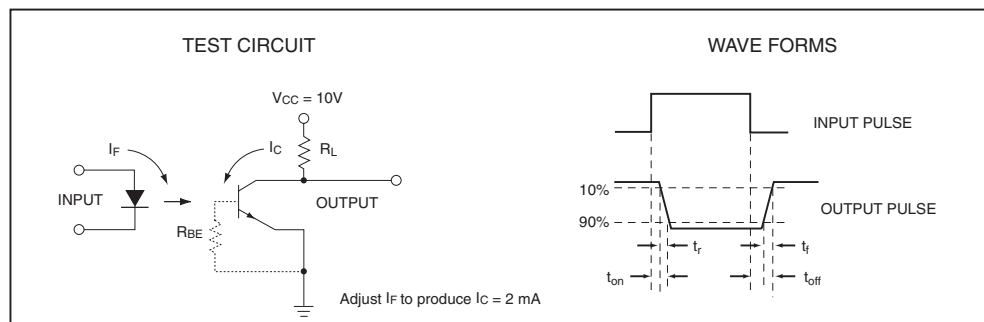 TEST CIRCUIT
WAVE FORMS
VCC = 10V
INPUT PULSE
IF
IC
RL
10%
INPUT
OUTPUT
OUTPUT PULSE
90%
RBE
tr
tf
ton
toff
Adjust IF to produce IC = 2 mA